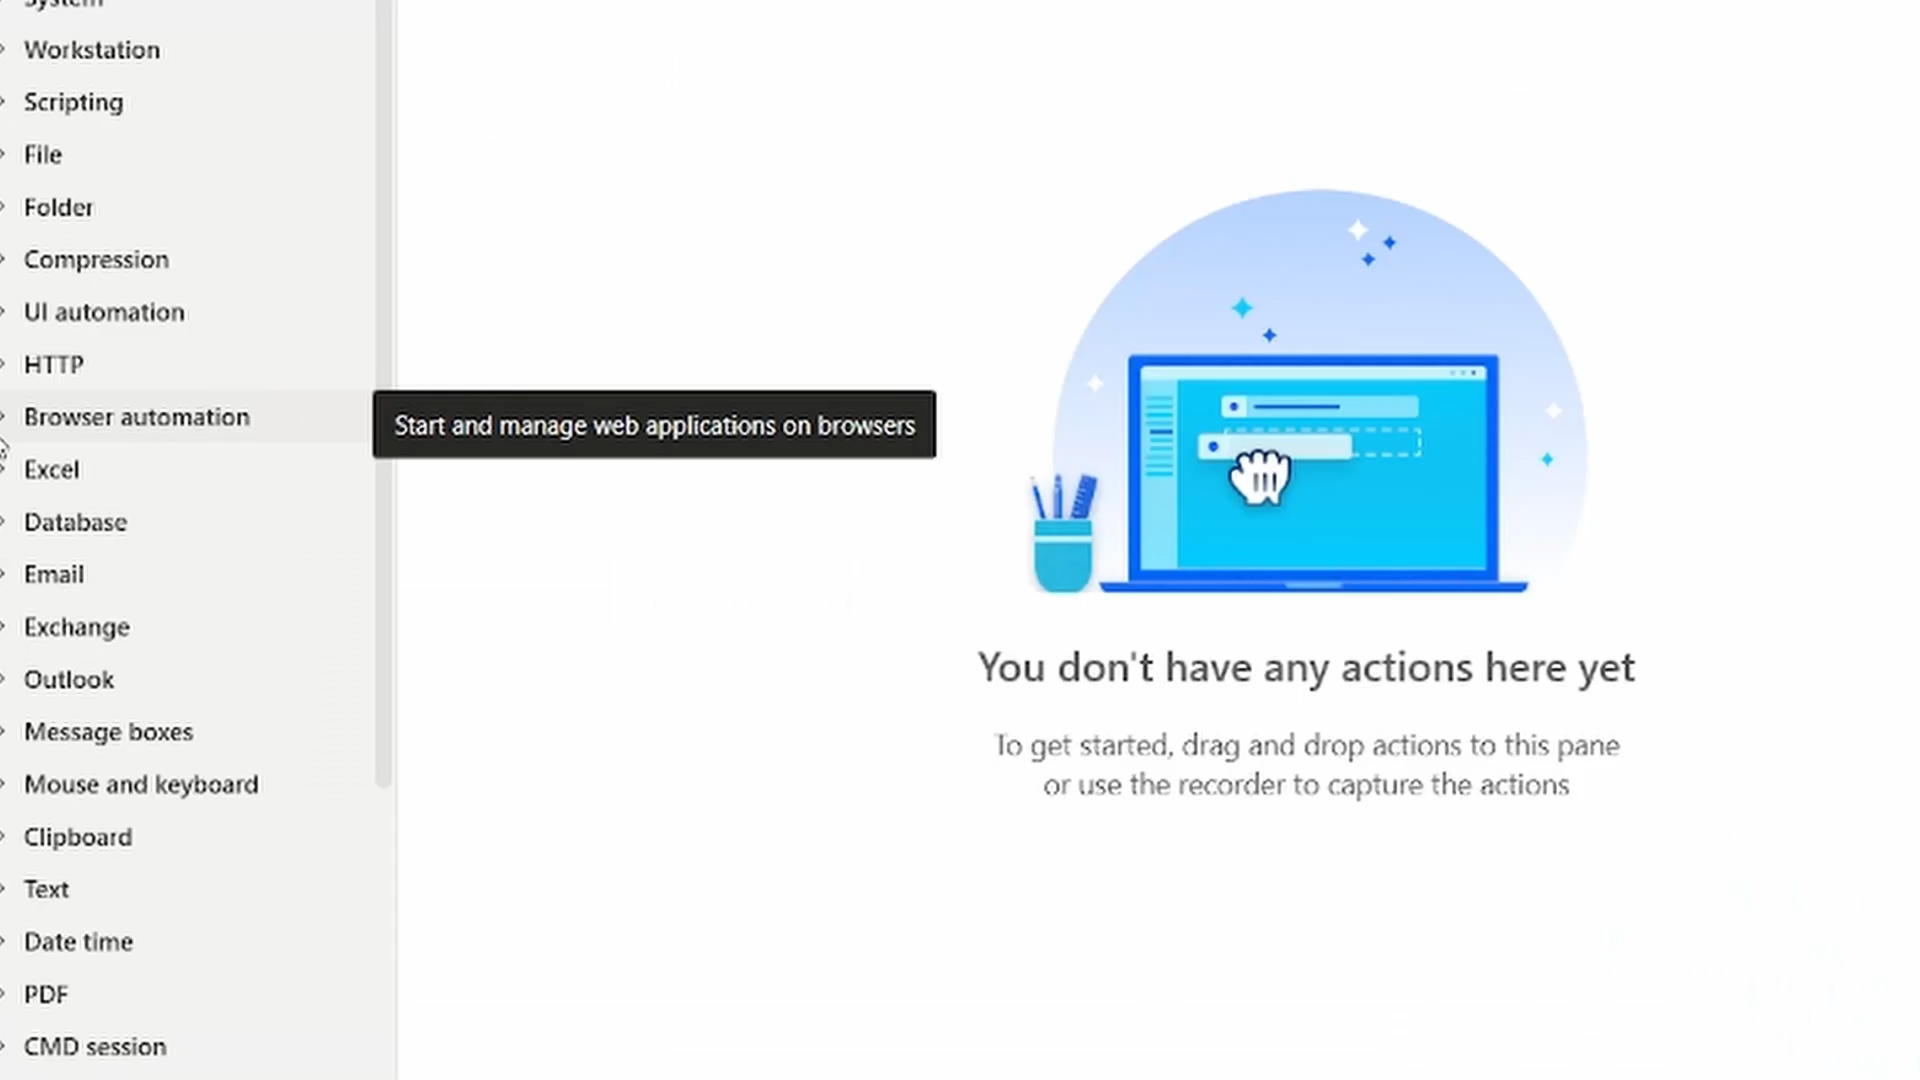 System
Workstation
Scripting
File
Folder
Compression
UI automation
HTTP
Browser automation
Start and manage web applications on browsers
Excel
Database
Email
Exchange
Outlook
Message boxes
Mouse and keyboard
Clipboard
Text
Date time
PDF
CMD session
You don't have any actions here yet
To get started, drag and drop actions to this pane
or use the recorder to capture the actions